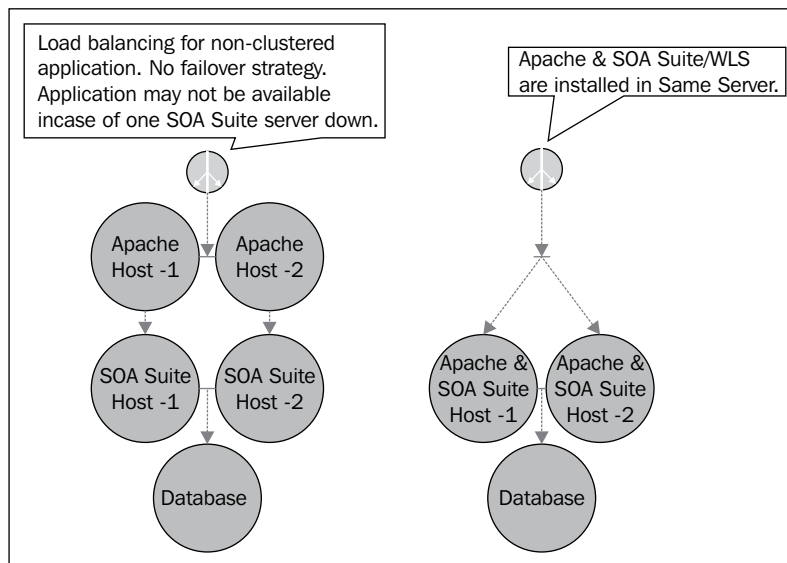 Load balancing for non-clustered
application. No failover strategy.
Application may not be available
incase of one SOA Suite server down.
Apache & SOA Suite/WLS
are installed in Same Server.
Apache
Host -1
Apache
Host -2
SOA Suite
Host -1
SOA Suite
Host -2
Database
Apache &
SOA Suite
Host -1
Apache &
SOA Suite
Host -2
Database